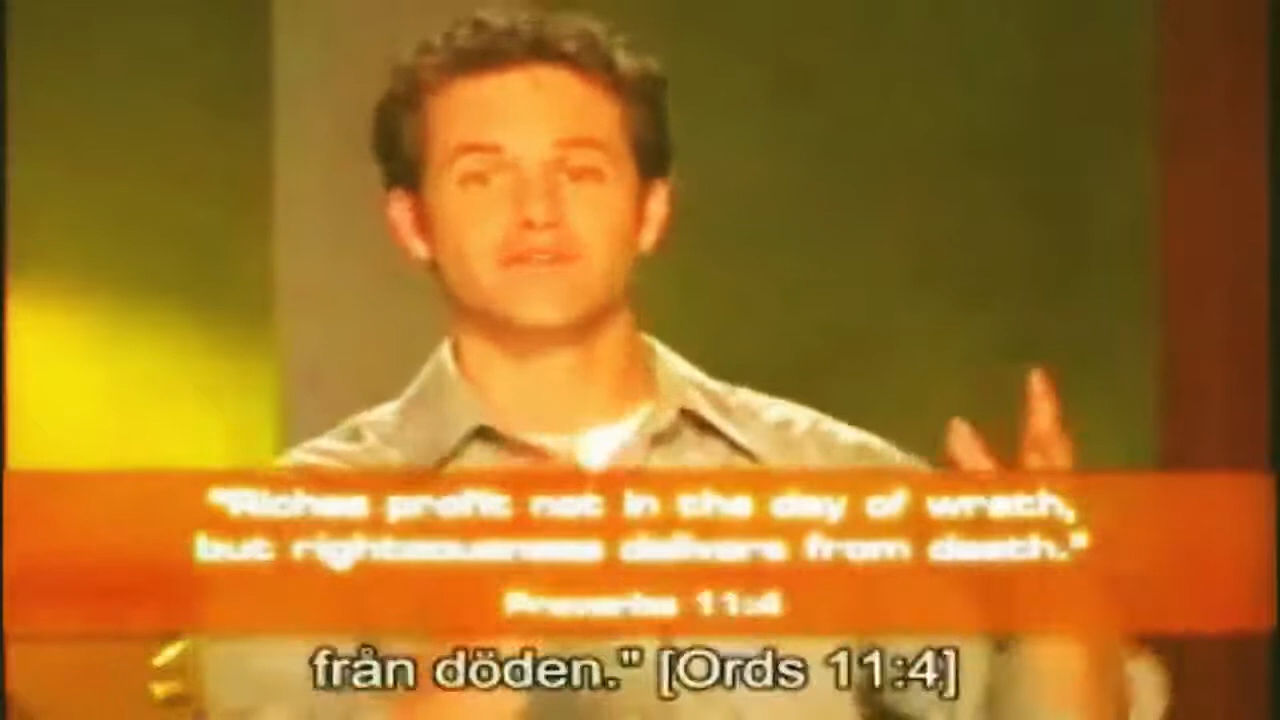 "Riches profit not in the day of wrath,
but righteousness delivers from death."
Proverbs 11:4
från döden." [Ords 11:4]